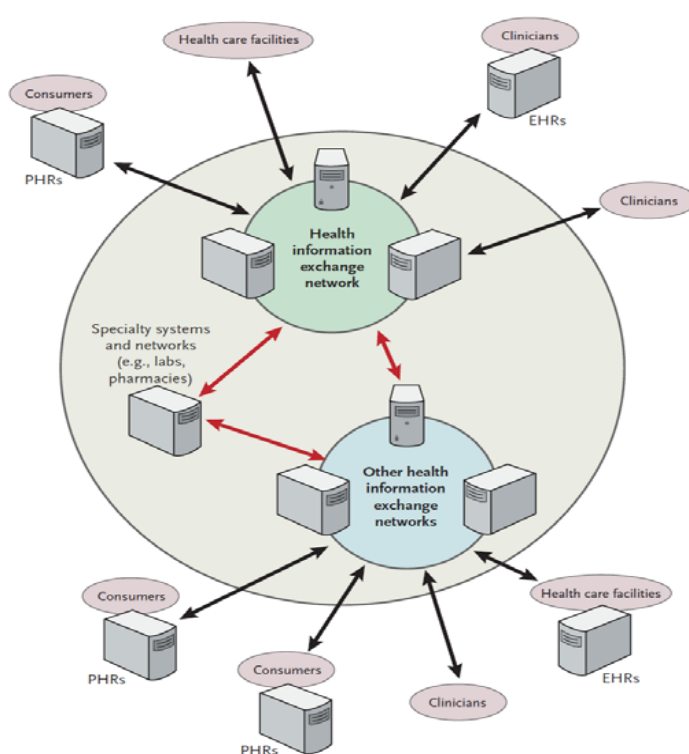 Health care facilities
Clinicians
Consumers
EHRs
PHRs
Clinicians
Health
information
exchange
network
Specialty systems
and networks
(e.g., labs,
pharmacies)
Other health
information
exchange
networks
Consumers
Health care facilities
PHRs
Consumers
EHRs
Clinicians
PHRs